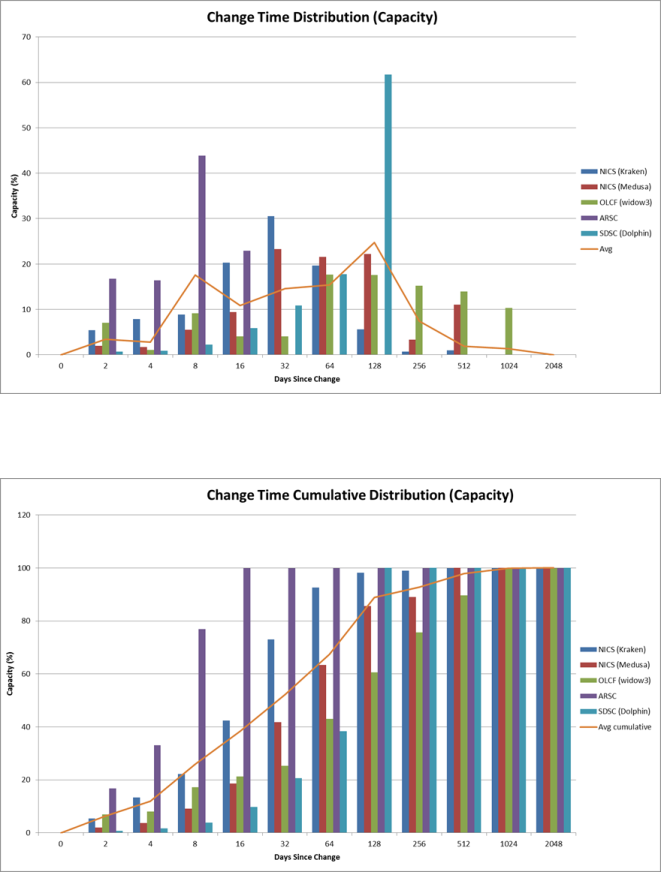 Change Time Distribution (Capacity)
70
60
50
40
30
20
10
0
Capacity (%)
0 2 4 8 16 32 64 128 256 512 1024 2048
Days Since Change
NICS (Kraken)
NICS (Medusa)
OLCF (widow3)
ARSC
SDSC (Dolphin)
Avg
Change Time Cumulative Distribution (Capacity)
120
100
80
60
40
20
0
Capacity (%)
0 2 4 8 16 32 64 128 256 512 1024 2048
Days Since Change
NICS (Kraken)
NICS (Medusa)
OLCF (widow3)
ARSC
SDSC (Dolphin)
Avg cumulative